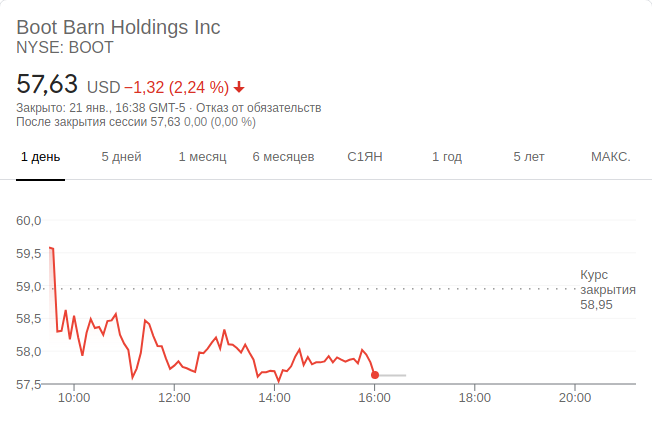 Boot Barn Holdings Inc
NYSE: BOOT
57,63 USD −1,32 (2,24 %)
Закрыто: 21 янв., 16:38 GMT-5 · Отказ от обязательств
После закрытия сессии 57,63 0,00 (0,00 %)
1 день 5 дней 1 месяц 6 месяцев С1ЯН 1 год 5 лет МАКС.
60,0
59,5
Курс
59,0 закрытия
58,95
58,5
58,0
57,5
10:00 12:00 14:00 16:00 18:00 20:00